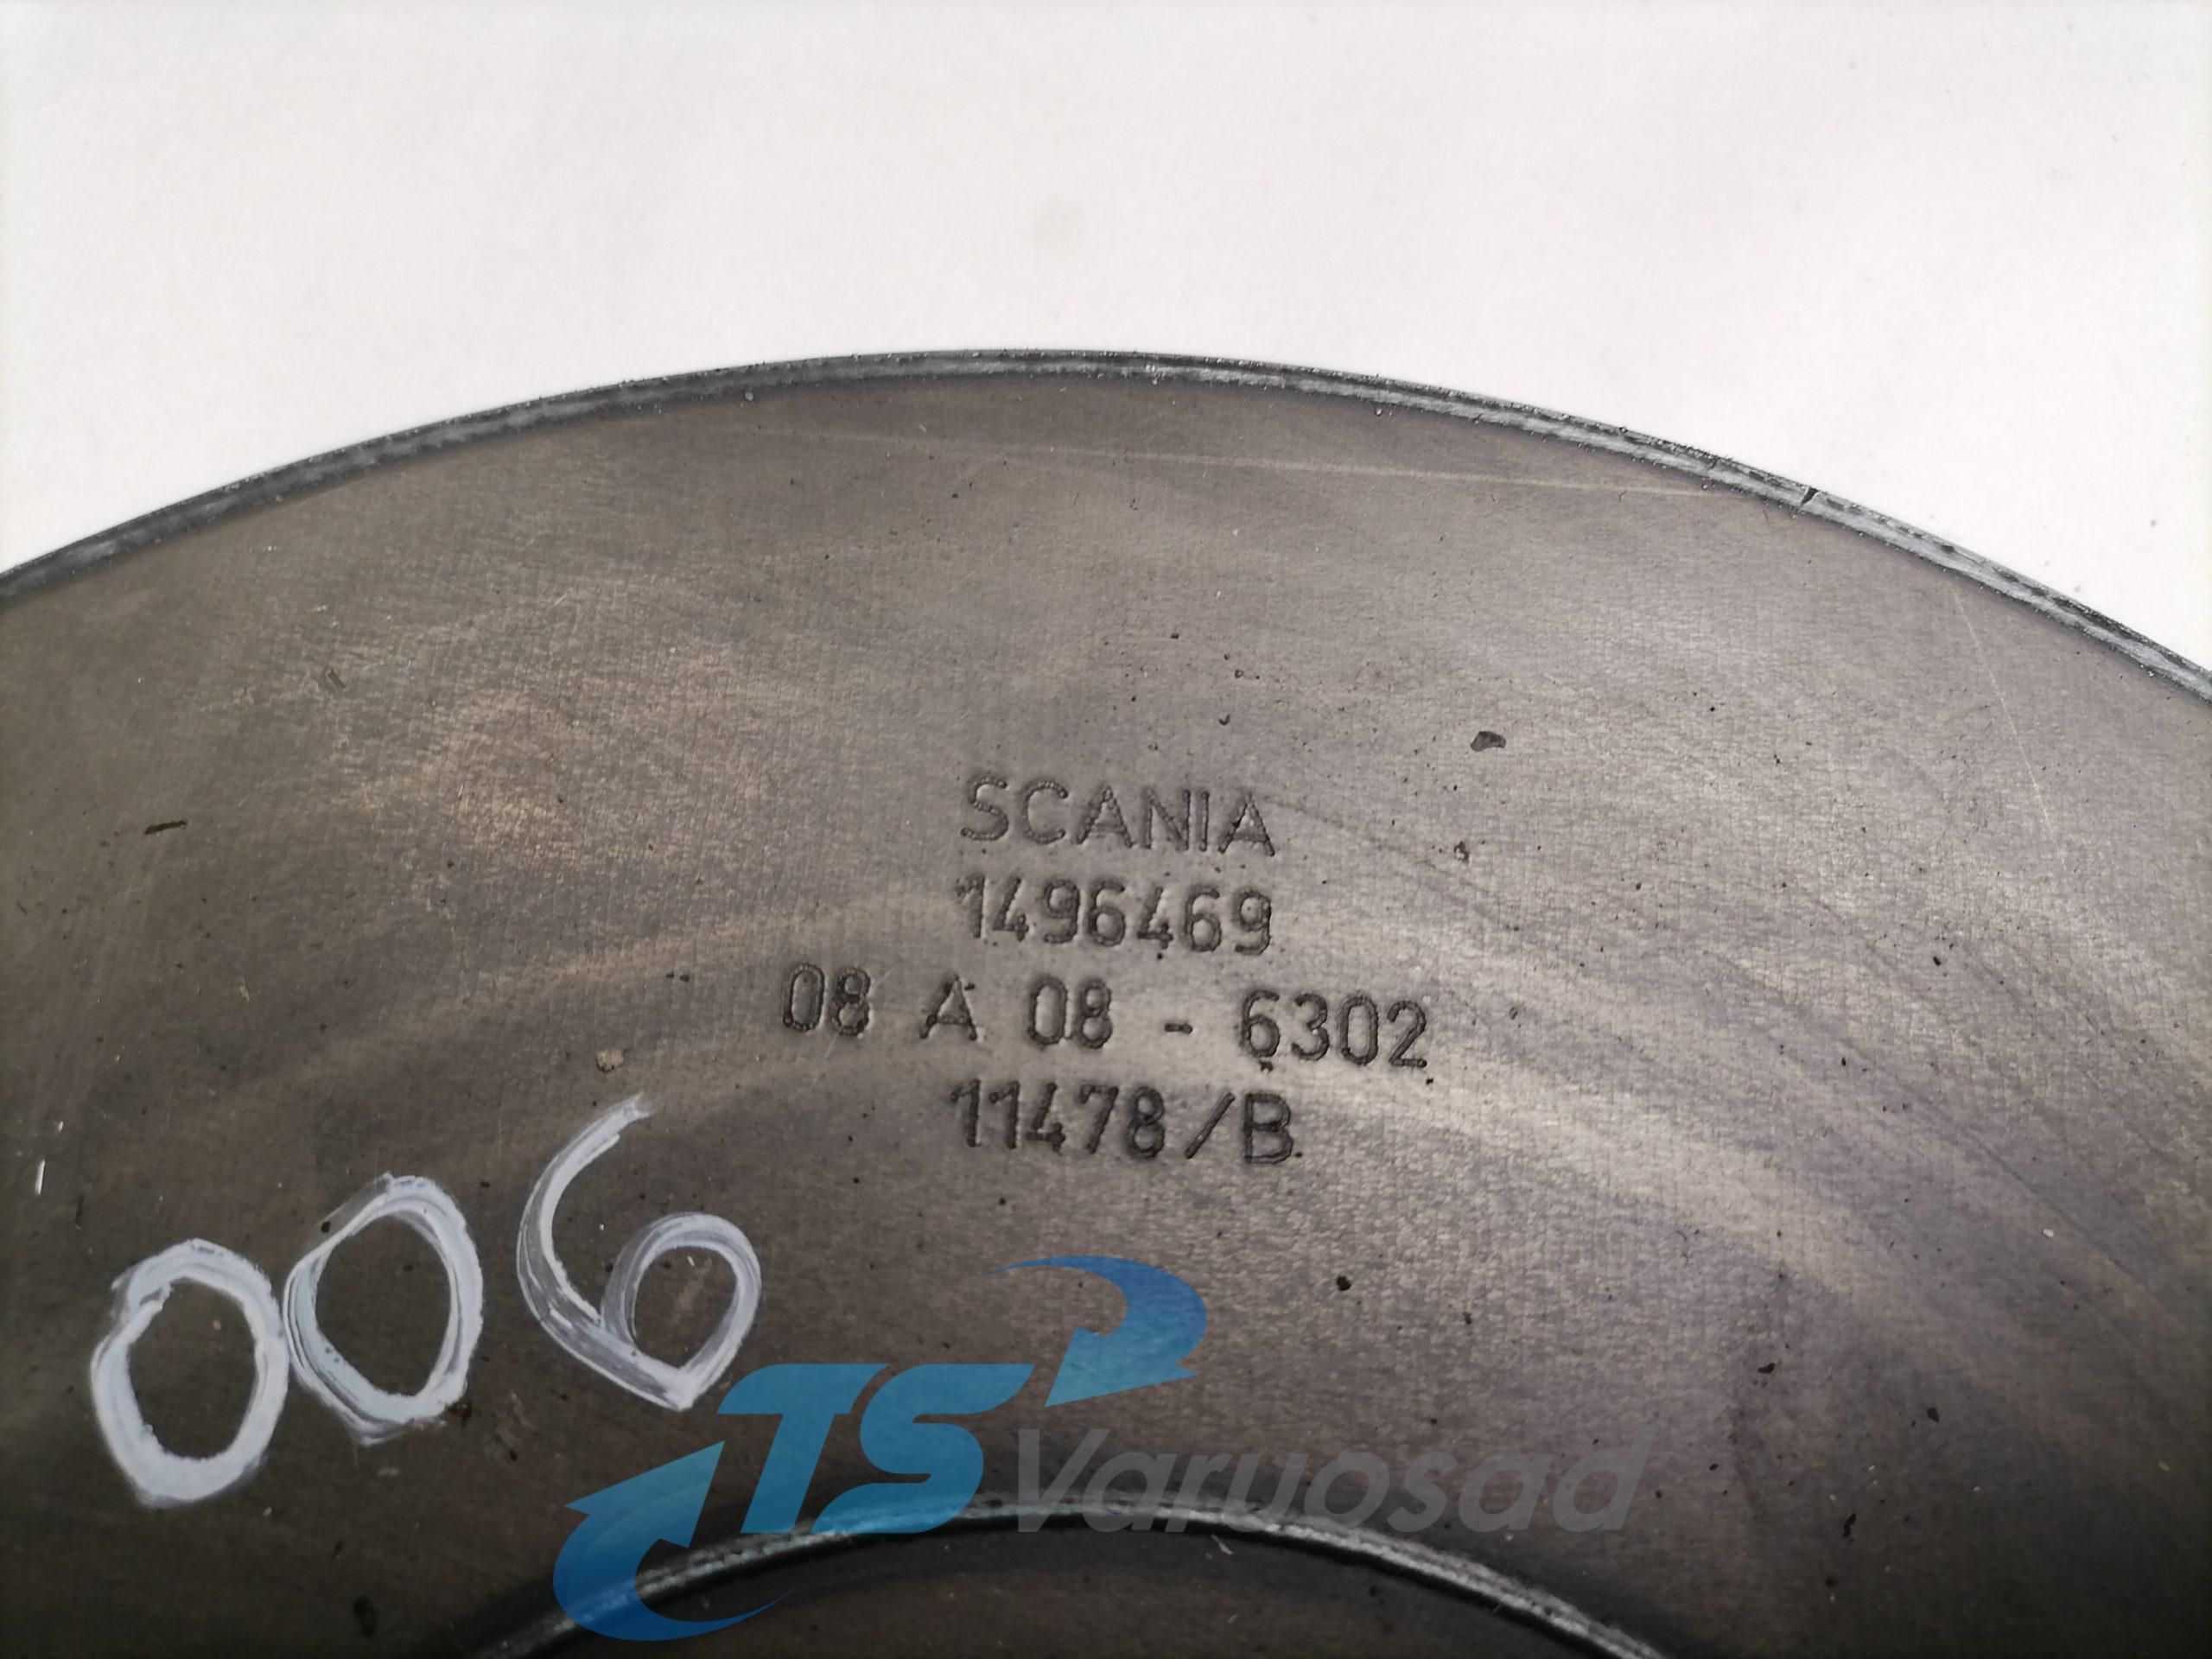 SCANIA
1496469
08 A 08 - 6302
11478/B
006
TS Varuosad